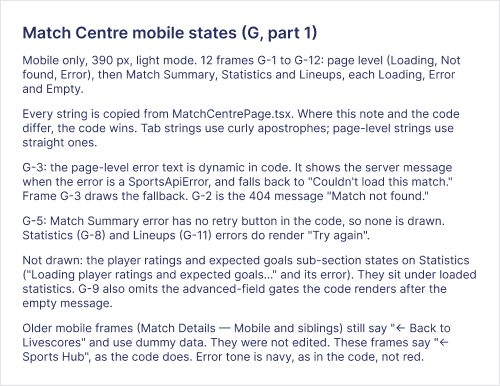 Match Centre mobile states (G, part 1)
Mobile only, 390 px, light mode. 12 frames G-1 to G-12: page level (Loading, Not
found, Error), then Match Summary, Statistics and Lineups, each Loading, Error
and Empty.
Every string is copied from MatchCentrePage.tsx. Where this note and the code
differ, the code wins. Tab strings use curly apostrophes; page-level strings use
straight ones.
G-3: the page-level error text is dynamic in code. It shows the server message
when the error is a SportsApiError, and falls back to "Couldn't load this match."
Frame G-3 draws the fallback. G-2 is the 404 message "Match not found."
G-5: Match Summary error has no retry button in the code, so none is drawn.
Statistics (G-8) and Lineups (G-11) errors do render "Try again".
Not drawn: the player ratings and expected goals sub-section states on Statistics
("Loading player ratings and expected goals..." and its error). They sit under loaded
statistics. G-9 also omits the advanced-field gates the code renders after the
empty message.
Older mobile frames (Match Details — Mobile and siblings) still say "← Back to
Livescores" and use dummy data. They were not edited. These frames say "←
Sports Hub", as the code does. Error tone is navy, as in the code, not red.